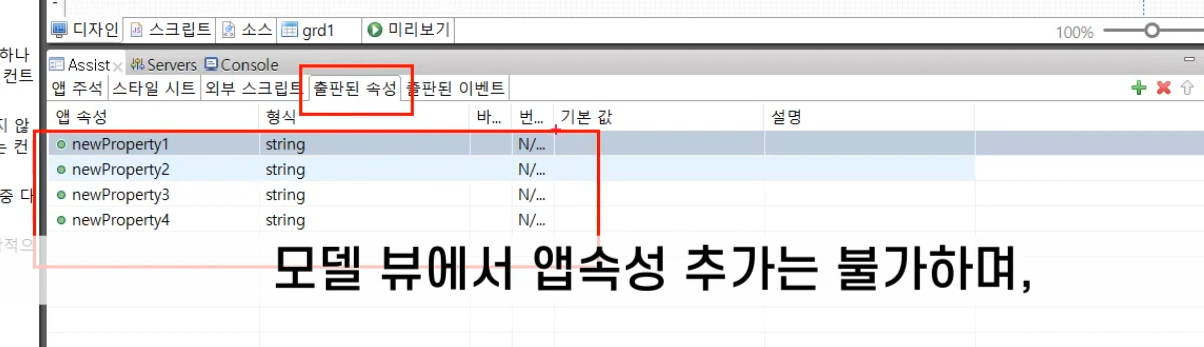 디자인 스크립트 소스 grd1 미리보기 100%
하나
컨트
Assist Servers Console
앱 주석 스타일 시트 외부 스크립트 출판된 속성 출판된 이벤트
앱 속성 형식 바... 번... 기본 값 설명
지 않
newProperty1 string N/...
는 컨
newProperty2 string N/...
중 다
newProperty3 string N/...
newProperty4 string N/...
적으
모델 뷰에서 앱속성 추가는 불가하며,